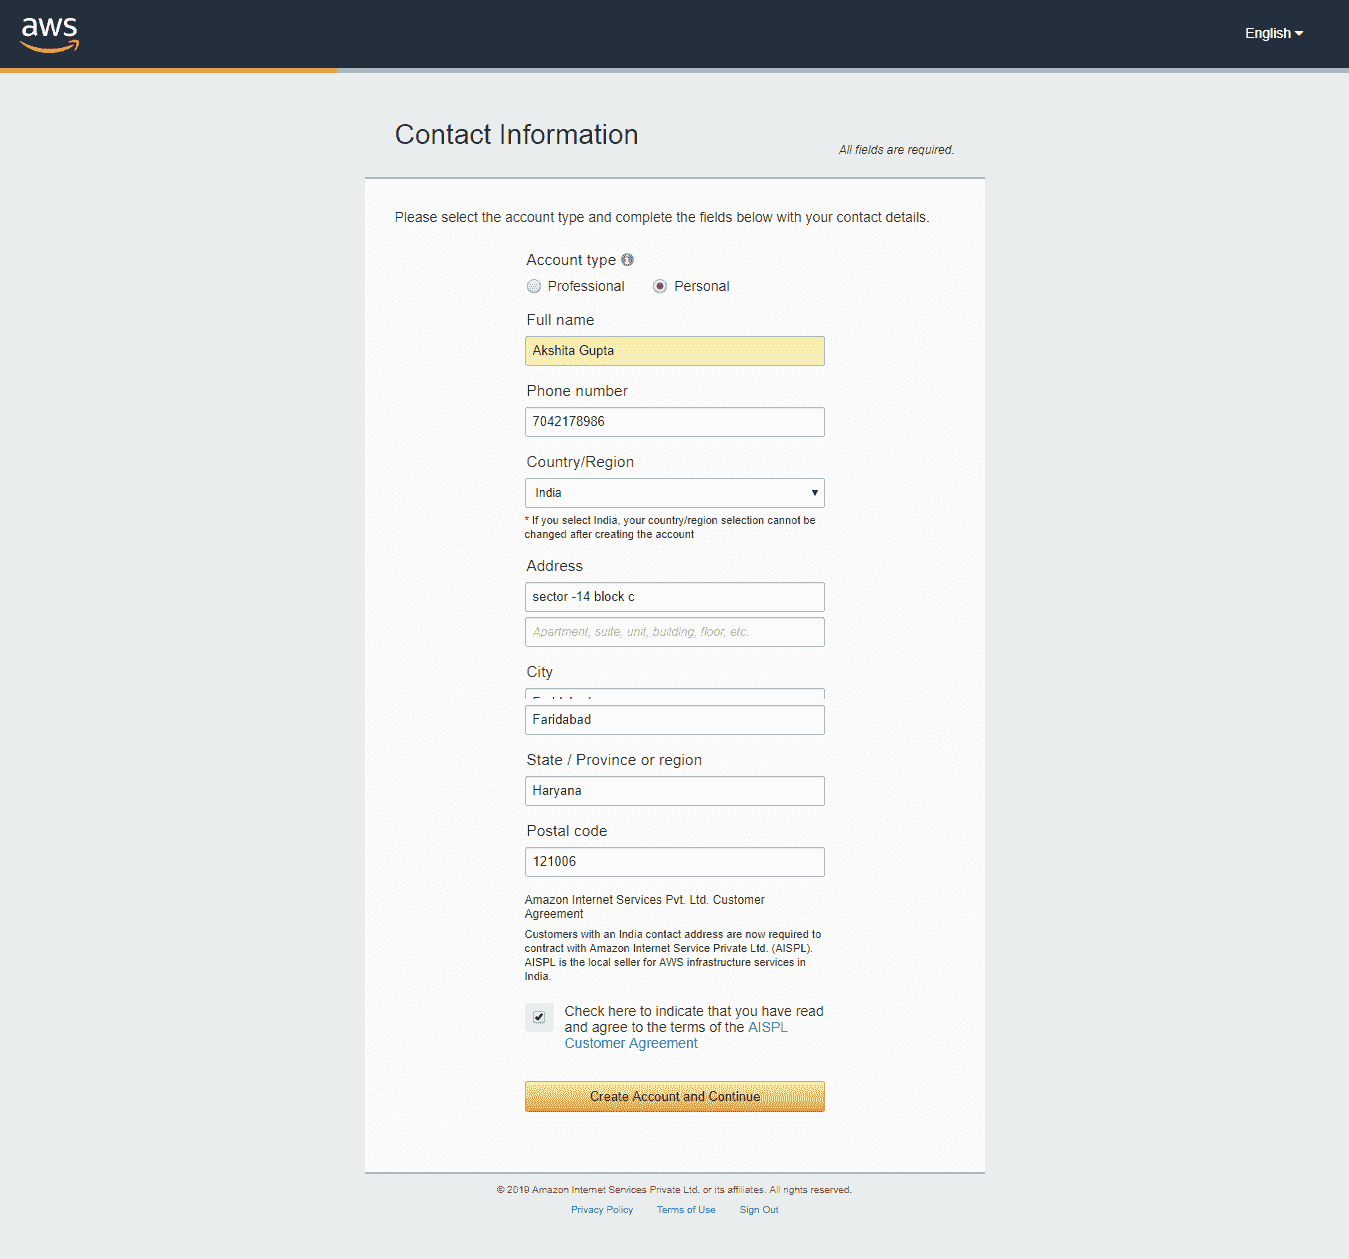 aws
English
Contact Information
All fields are required.
Please select the account type and complete the fields below with your contact details.
Account type
Professional
Personal
Full name
Akshita Gupta
Phone number
7042178986
Country/Region
India
* If you select India, your country/region selection cannot be
changed after creating the account
Address
sector -14 block c
Apartment, suite, unit, building, floor, etc.
City
Faridabad
State / Province or region
Haryana
Postal code
121006
Amazon Internet Services Pvt. Ltd. Customer
Agreement
Customers with an India contact address are now required to
contract with Amazon Internet Service Private Ltd. (AISPL).
AISPL is the local seller for AWS infrastructure services in
India.
Check here to indicate that you have read
and agree to the terms of the AISPL
Customer Agreement
Create Account and Continue
© 2019 Amazon Internet Services Private Ltd. or its affiliates. All rights reserved.
Privacy Policy Terms of Use Sign Out